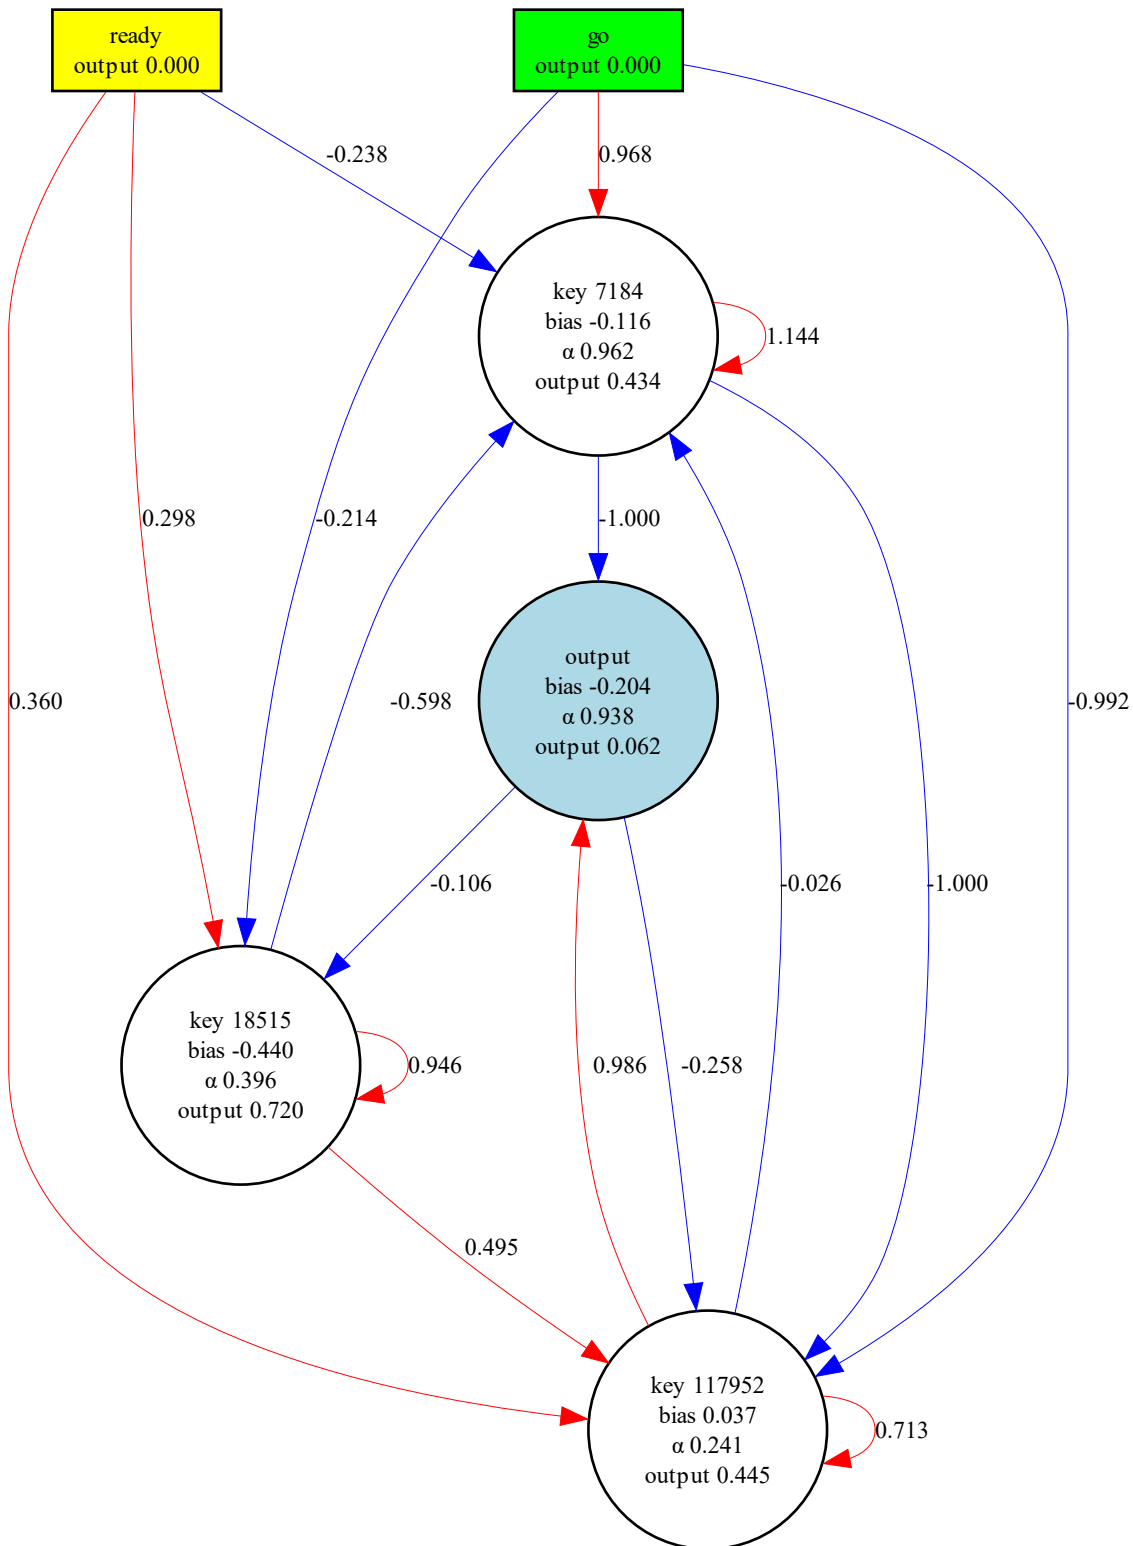 ready
output 0.000
go
output 0.000
-0.238
0.968
key 7184
bias -0.116
α 0.962
output 0.434
1.144
0.298
-0.214
-1.000
output
bias -0.204
α 0.938
output 0.062
0.360
-0.598
-0.992
-0.106
-0.026
-1.000
key 18515
bias -0.440
α 0.396
output 0.720
0.946
0.986
-0.258
0.495
key 117952
bias 0.037
α 0.241
output 0.445
0.713